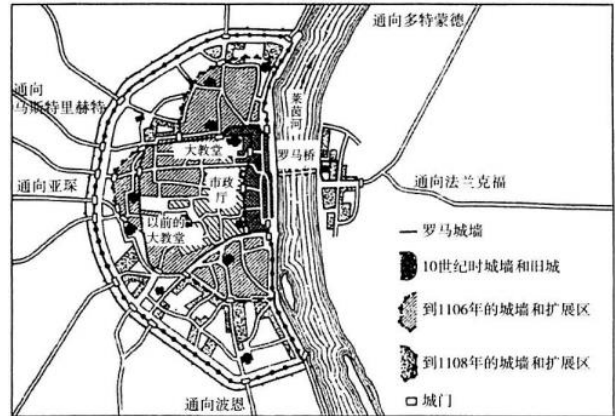 通向多特蒙德
通向
马斯特里赫特
莱茵河
大教堂
罗马桥
通向亚琛
市政厅
通向法兰克福
以前的
大教堂
罗马城墙
10世纪时城墙和旧城
到1106年的城墙和扩展区
到1108年的城墙和扩展区
城门
通向波恩